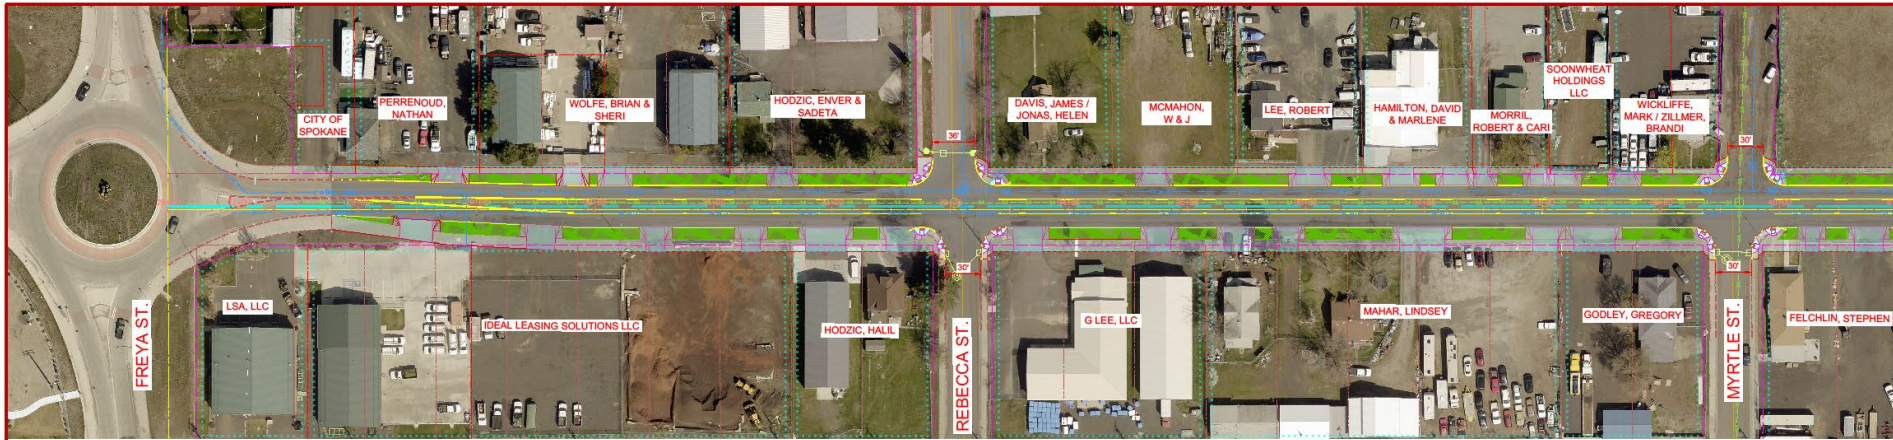 CITY OF
SPOKANE
PERRENOUD,
NATHAN
WOLFE, BRIAN &
SHERI
HODZIC, ENVER &
SADETA
36'
DAVIS, JAMES /
JONAS, HELEN
MCMAHON,
W & J
LEE, ROBERT
HAMILTON, DAVID
& MARLENE
MORRIL,
ROBERT & CARI
SOONWHEAT
HOLDINGS
LLC
WICKLIFFE,
MARK / ZILLMER,
BRANDI
30'
FREYA ST.
LSA, LLC
IDEAL LEASING SOLUTIONS LLC
HODZIC, HALIL
REBECCA ST.
30'
G LEE, LLC
MAHAR, LINDSEY
GODLEY, GREGORY
MYRTLE ST.
30'
FELCHLIN, STEPHEN